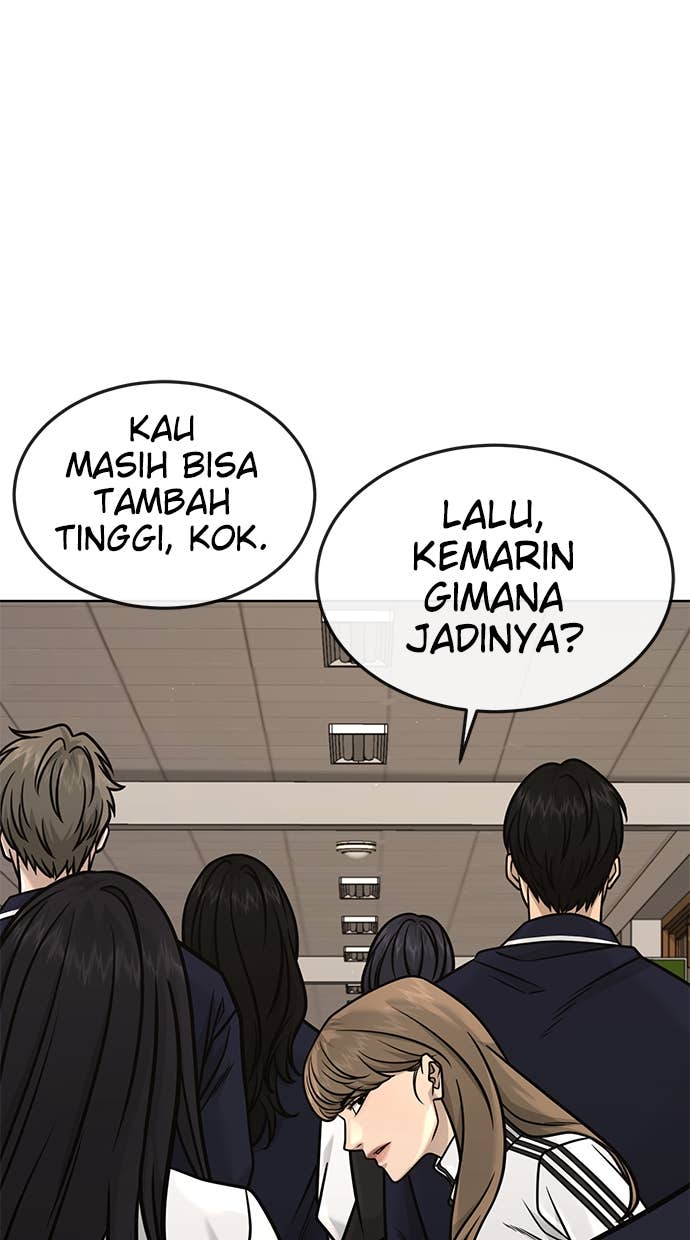 KAU
MASIH BISA
TAMBAH
TINGGI, KOK.
LALU,
KEMARIN
GIMANA
JADINYA?